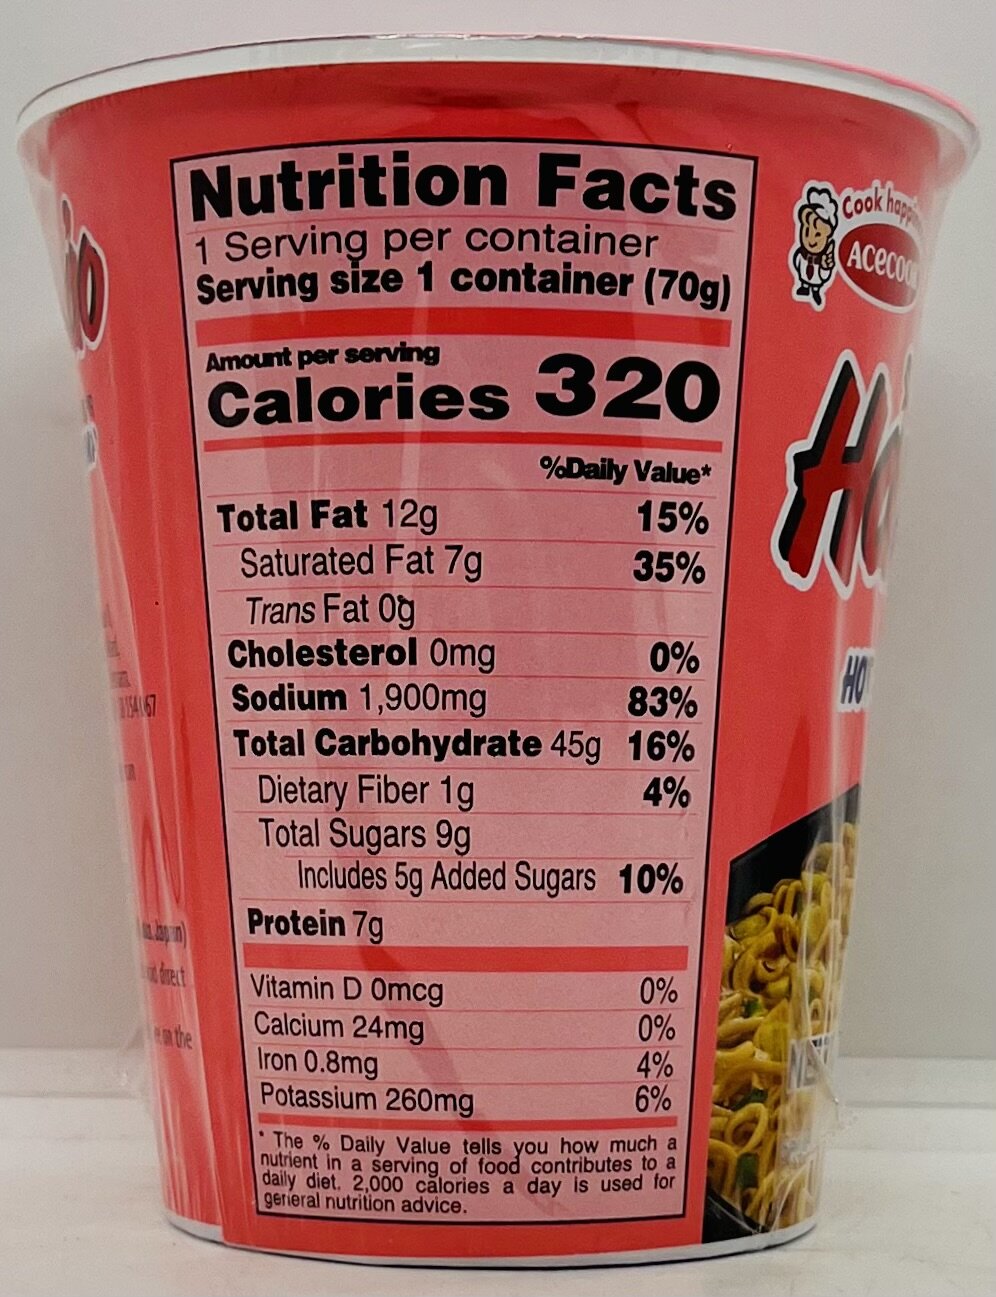 Nutrition Facts
1 Serving per container
Serving size 1 container (70g)
Amount per serving
Calories 320
%Daily Value*
Total Fat 12g 15%
Saturated Fat 7g 35%
Trans Fat 0g
Cholesterol 0mg 0%
Sodium 1,900mg 83%
Total Carbohydrate 45g 16%
Dietary Fiber 1g 4%
Total Sugars 9g
Includes 5g Added Sugars 10%
Protein 7g
Vitamin D 0mcg 0%
Calcium 24mg 0%
Iron 0.8mg 4%
Potassium 260mg 6%
* The % Daily Value tells you how much a
nutrient in a serving of food contributes to a
daily diet. 2,000 calories a day is used for
general nutrition advice.
Cook
direct
on the